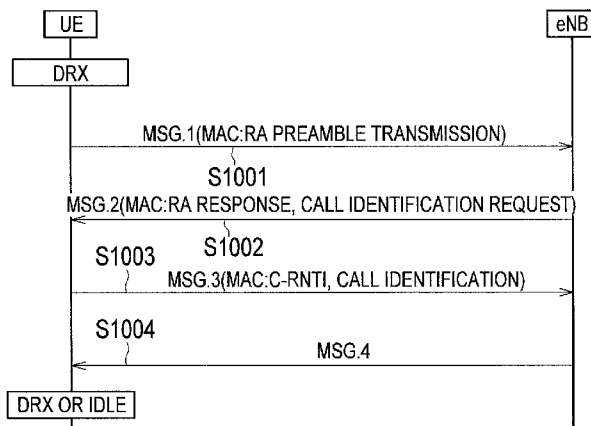 UE
eNB
DRX
MSG.1(MAC:RA PREAMBLE TRANSMISSION)
S1001
MSG.2(MAC:RA RESPONSE, CALL IDENTIFICATION REQUEST)
S1002
S1003
MSG.3(MAC:C-RNTI, CALL IDENTIFICATION)
S1004
MSG.4
DRX OR IDLE